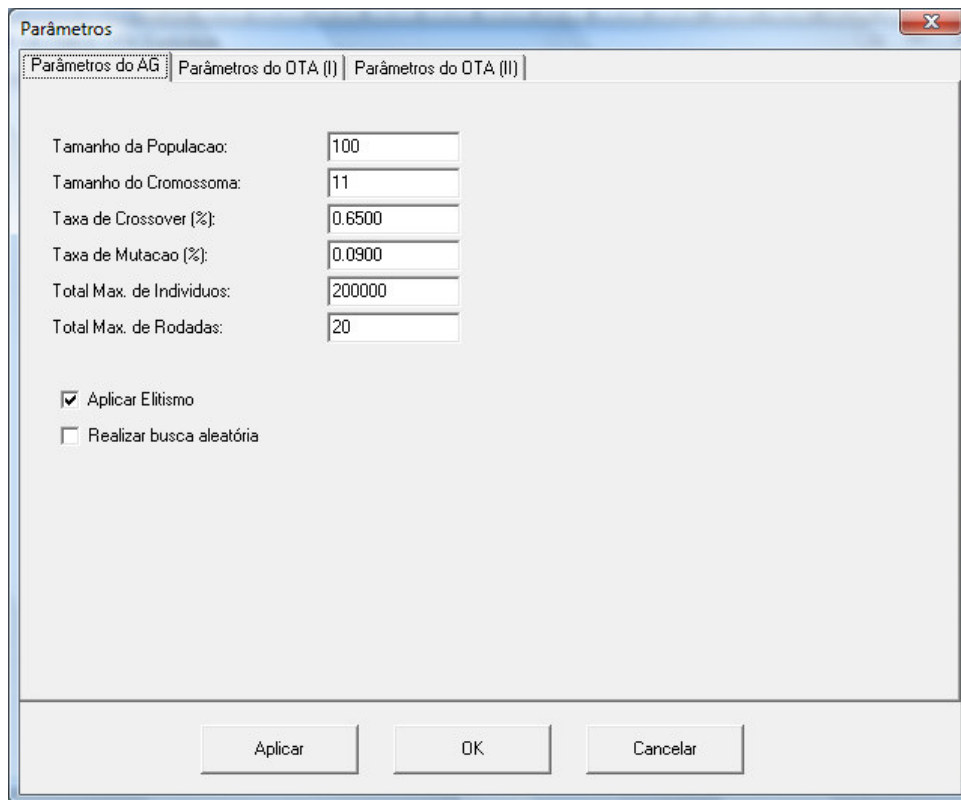 Parâmetros
Parâmetros do AG Parâmetros do OTA (I) Parâmetros do OTA (II)
Tamanho da Populacao: 100
Tamanho do Cromossoma: 11
Taxa de Crossover (%): 0.6500
Taxa de Mutacao (%): 0.0900
Total Max. de Individuos: 200000
Total Max. de Rodadas: 20
Aplicar Elitismo
Realizar busca aleatória
Aplicar OK Cancelar